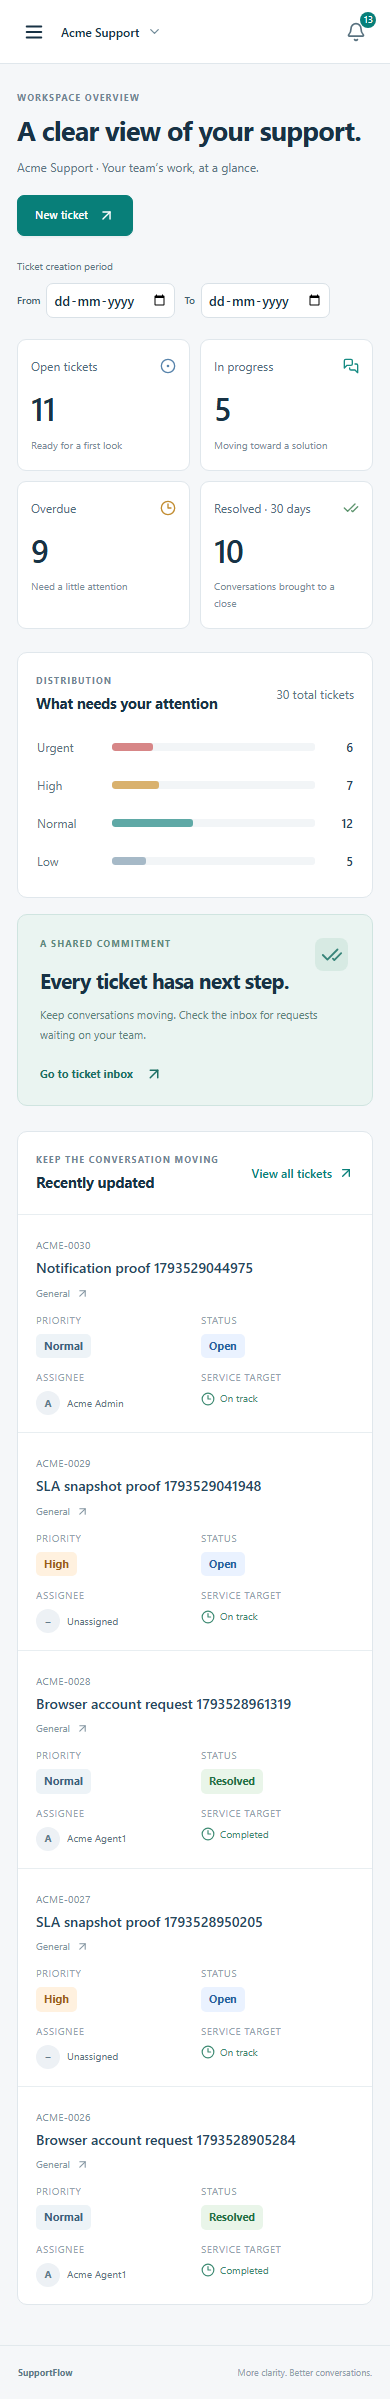 Acme Support
13
WORKSPACE OVERVIEW
A clear view of your support.
Acme Support · Your team's work, at a glance.
New ticket
Ticket creation period
From dd-mm-yyyy To dd-mm-yyyy
Open tickets
11
Ready for a first look
In progress
5
Moving toward a solution
Overdue
9
Need a little attention
Resolved · 30 days
10
Conversations brought to a
close
DISTRIBUTION
What needs your attention
30 total tickets
Urgent 6
High 7
Normal 12
Low 5
A SHARED COMMITMENT
Every ticket hasa next step.
Keep conversations moving. Check the inbox for requests
waiting on your team.
Go to ticket inbox
KEEP THE CONVERSATION MOVING
Recently updated
View all tickets
ACME-0030
Notification proof 1793529044975
General
PRIORITY STATUS
Normal Open
ASSIGNEE SERVICE TARGET
A Acme Admin On track
ACME-0029
SLA snapshot proof 1793529041948
General
PRIORITY STATUS
High Open
ASSIGNEE SERVICE TARGET
– Unassigned On track
ACME-0028
Browser account request 1793528961319
General
PRIORITY STATUS
Normal Resolved
ASSIGNEE SERVICE TARGET
A Acme Agent1 Completed
ACME-0027
SLA snapshot proof 1793528950205
General
PRIORITY STATUS
High Open
ASSIGNEE SERVICE TARGET
– Unassigned On track
ACME-0026
Browser account request 1793528905284
General
PRIORITY STATUS
Normal Resolved
ASSIGNEE SERVICE TARGET
A Acme Agent1 Completed
SupportFlow More clarity. Better conversations.